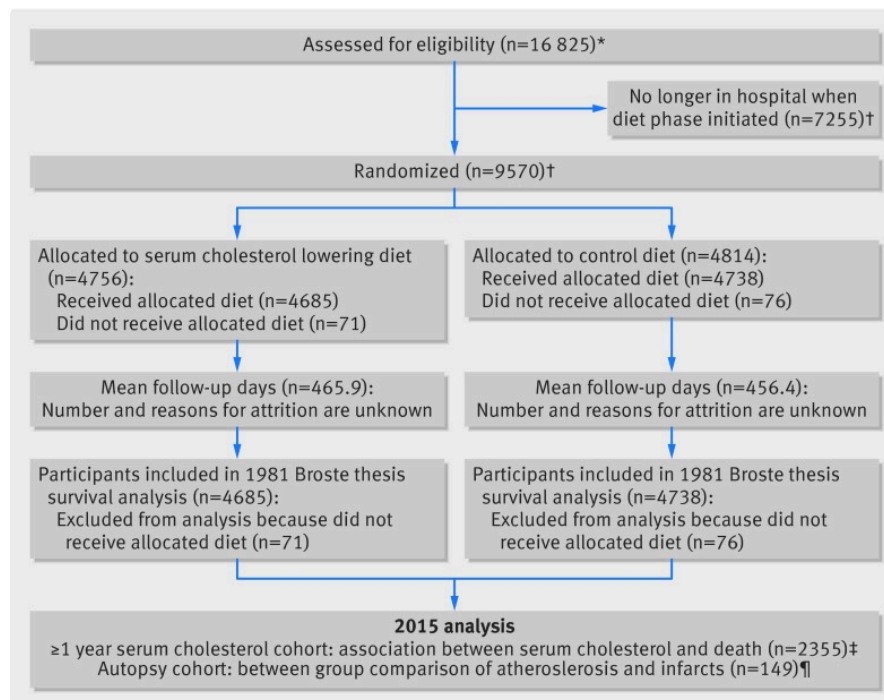 Assessed for eligibility (n=16 825)*
No longer in hospital when
diet phase initiated (n=7255)†
Randomized (n=9570)†
Allocated to serum cholesterol lowering diet
(n=4756):
Received allocated diet (n=4685)
Did not receive allocated diet (n=71)
Allocated to control diet (n=4814):
Received allocated diet (n=4738)
Did not receive allocated diet (n=76)
Mean follow-up days (n=465.9):
Number and reasons for attrition are unknown
Mean follow-up days (n=456.4):
Number and reasons for attrition are unknown
Participants included in 1981 Broste thesis
survival analysis (n=4685):
Excluded from analysis because did not
receive allocated diet (n=71)
Participants included in 1981 Broste thesis
survival analysis (n=4738):
Excluded from analysis because did not
receive allocated diet (n=76)
2015 analysis
≥1 year serum cholesterol cohort: association between serum cholesterol and death (n=2355)‡
Autopsy cohort: between group comparison of atheroslerosis and infarcts (n=149)¶